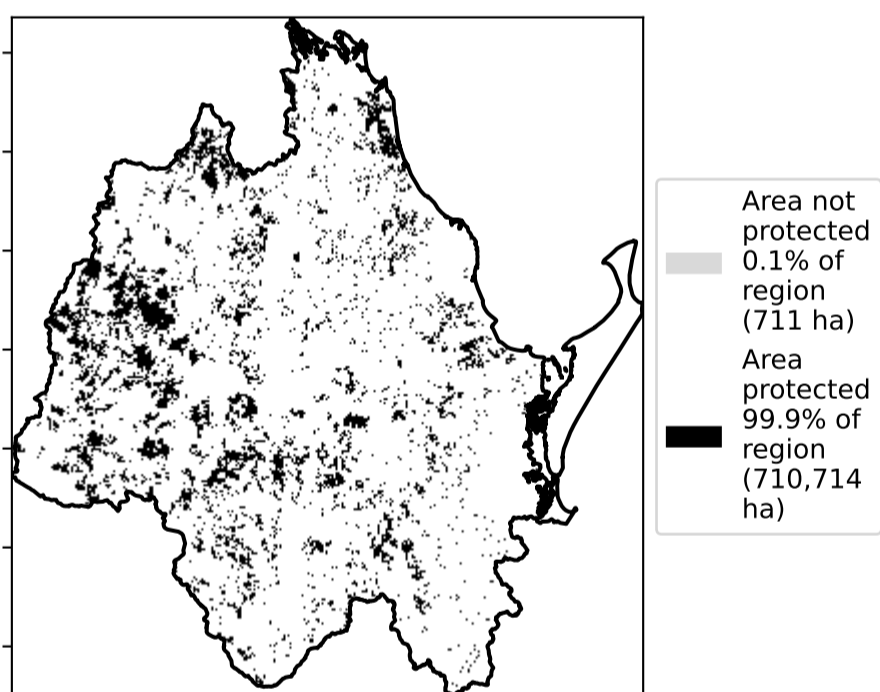 Area not
protected
0.1% of
region
(711 ha)
Area
protected
99.9% of
region
(710,714
ha)